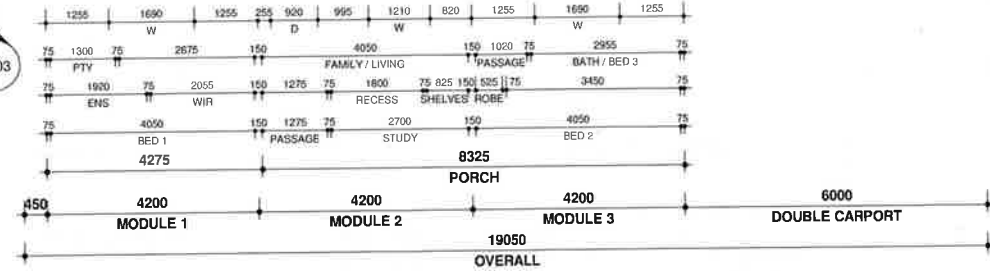 1255 1690 1255 255 920 995 1210 820 1255 1690 1255
W D W W
75 1300 75 2675 150 4050 150 1020 75 2955 75
PTY FAMILY / LIVING PASSAGE BATH / BED 3
03
75 1920 75 2055 150 1275 75 1800 75 825 150 525 75 3450 75
ENS WIR RECESS SHELVES ROBE
75 4050 150 1275 75 2700 150 4050 75
BED 1 PASSAGE STUDY BED 2
4275 8325
PORCH
450 4200 4200 4200 6000
MODULE 1 MODULE 2 MODULE 3 DOUBLE CARPORT
19050
OVERALL